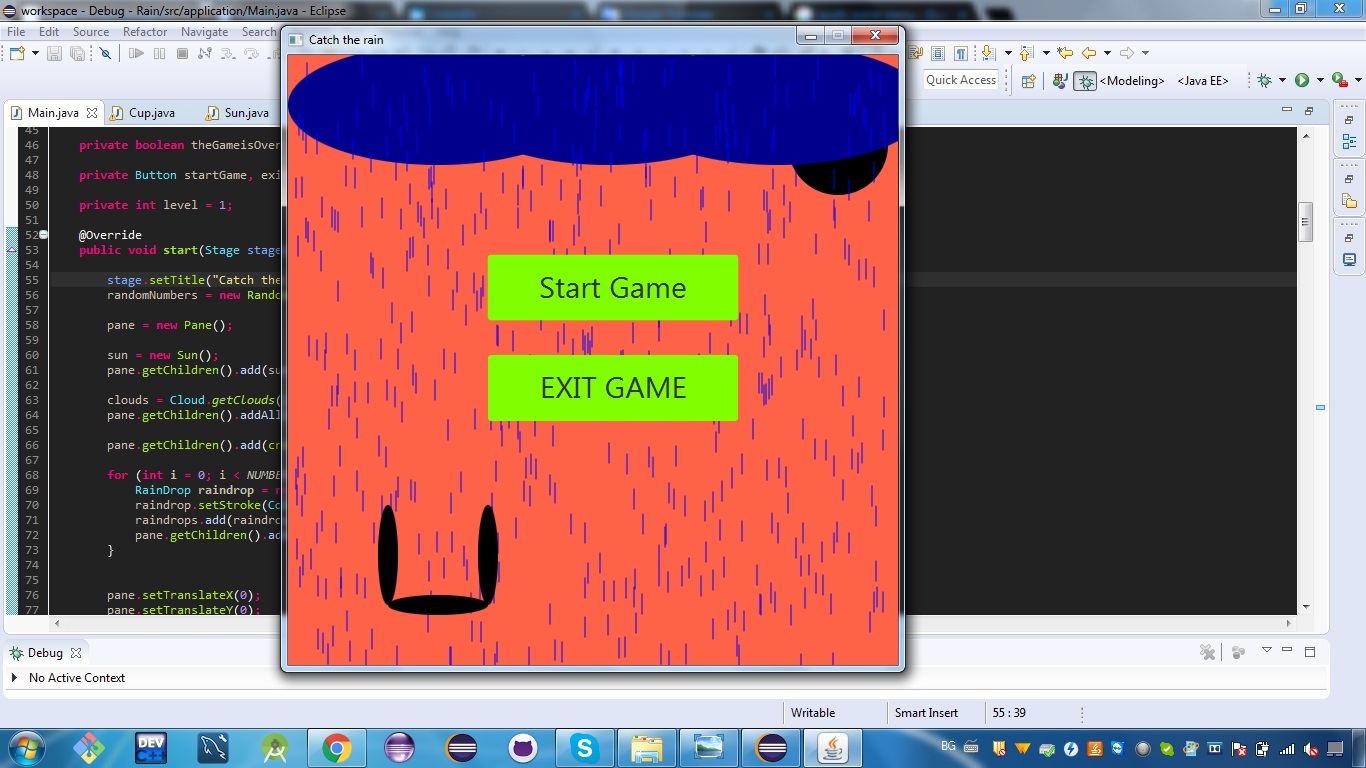 workspace - Debug - Rain/src/application/Main.java - Eclipse
File Edit Source Refactor Navigate Search
Catch the rain
Quick Access
<Modeling>
<Java EE>
Main.java
Cup.java
Sun.java
45
46 private boolean theGameisOver
47
48 private Button startGame, exi
49
50 private int level = 1;
51
52 @Override
53 public void start(Stage stage
54
55 stage.setTitle("Catch the
56 randomNumbers = new Rando
57
58 pane = new Pane();
59
60 sun = new Sun();
61 pane.getChildren().add(su
62
63 clouds = Cloud.getClouds(
64 pane.getChildren().addAll
65
66 pane.getChildren().add(cr
67
68 for (int i = 0; i < NUMBE
69 RainDrop raindrop = n
70 raindrop.setStroke(Co
71 raindrops.add(raindro
72 pane.getChildren().ad
73 }
74
75
76 pane.setTranslateX(0);
77 pane.setTranslateY(0);
Start Game
EXIT GAME
Debug
No Active Context
Writable
Smart Insert
55 : 39
DEV
C++
BG